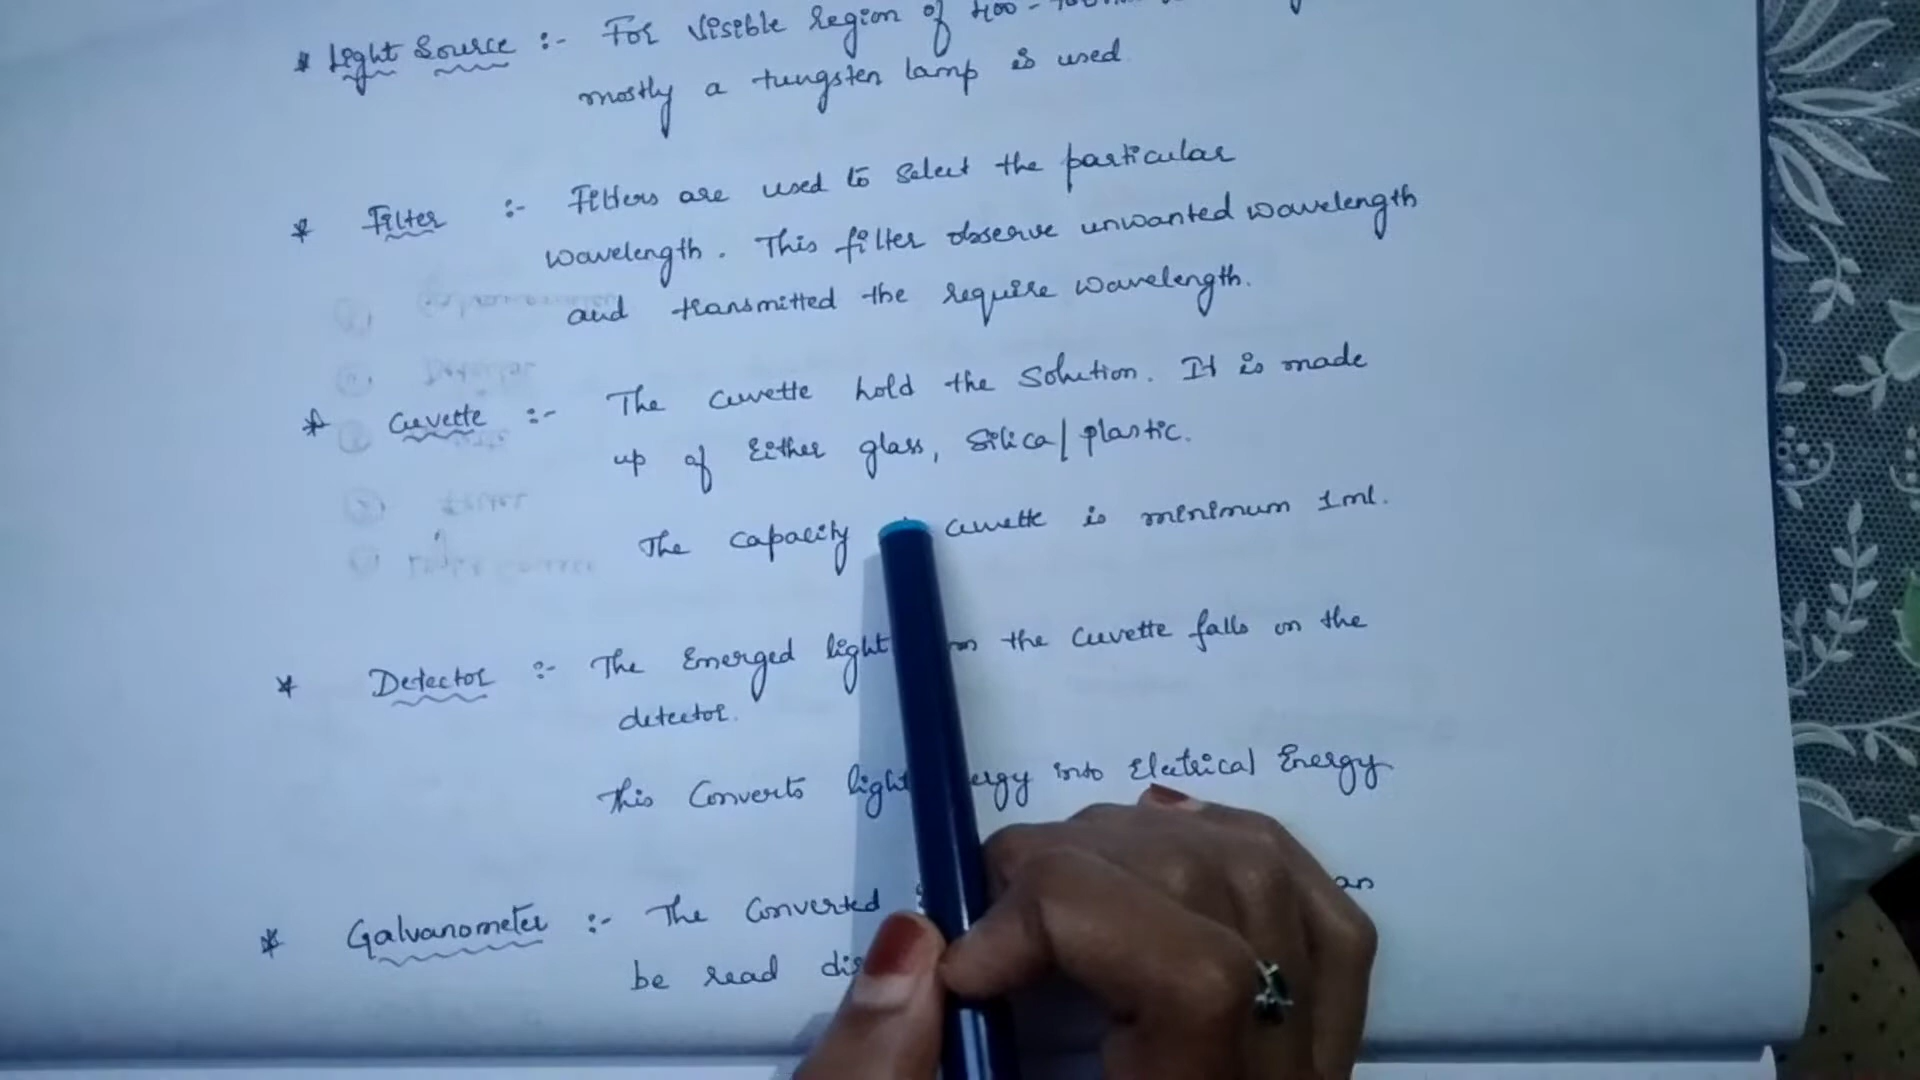 * Light Source :- For visible region of 400 -
mostly a tungsten lamp is used
* Filter :- Filters are used to select the particular
wavelength. This filter observe unwanted wavelength
and transmitted the require wavelength.
* Cuvette :- The cuvette hold the solution. It is made
up of Either glass, Silica/plastic.
The capacity cuvette is minimum 1ml.
* Detector :- The Emerged light the cuvette falls on the
detector.
This Converts light into Electrical Energy
* Galvanometer :- The Converted an
be read